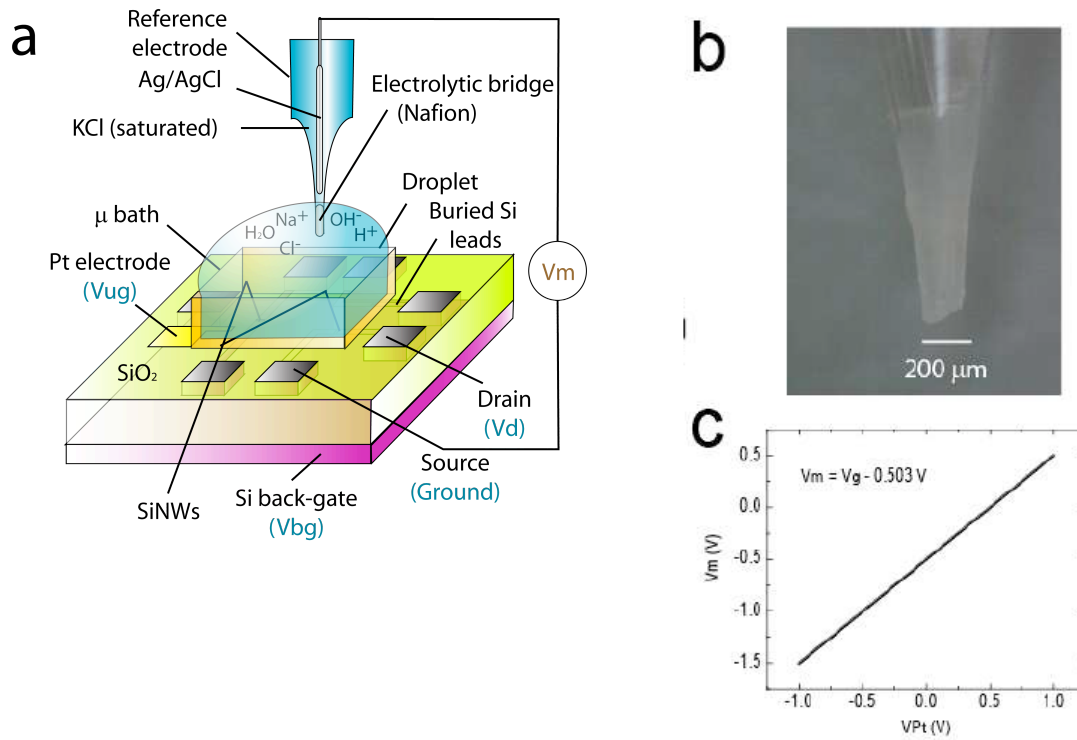 a
Reference
electrode
Ag/AgCl
KCl (saturated)
Electrolytic bridge
(Nafion)
μ bath
H₂O
Na⁺
Cl⁻
OH⁻
H⁺
Droplet
Buried Si
leads
Pt electrode
(Vug)
Vm
SiO₂
Drain
(Vd)
Source
(Ground)
SiNWs
Si back-gate
(Vbg)
b
200 μm
c
Vm = Vg - 0.503 V
0.5
0.0
-0.5
-1.0
-1.5
Vm (V)
-1.0 -0.5 0.0 0.5 1.0
VPt (V)